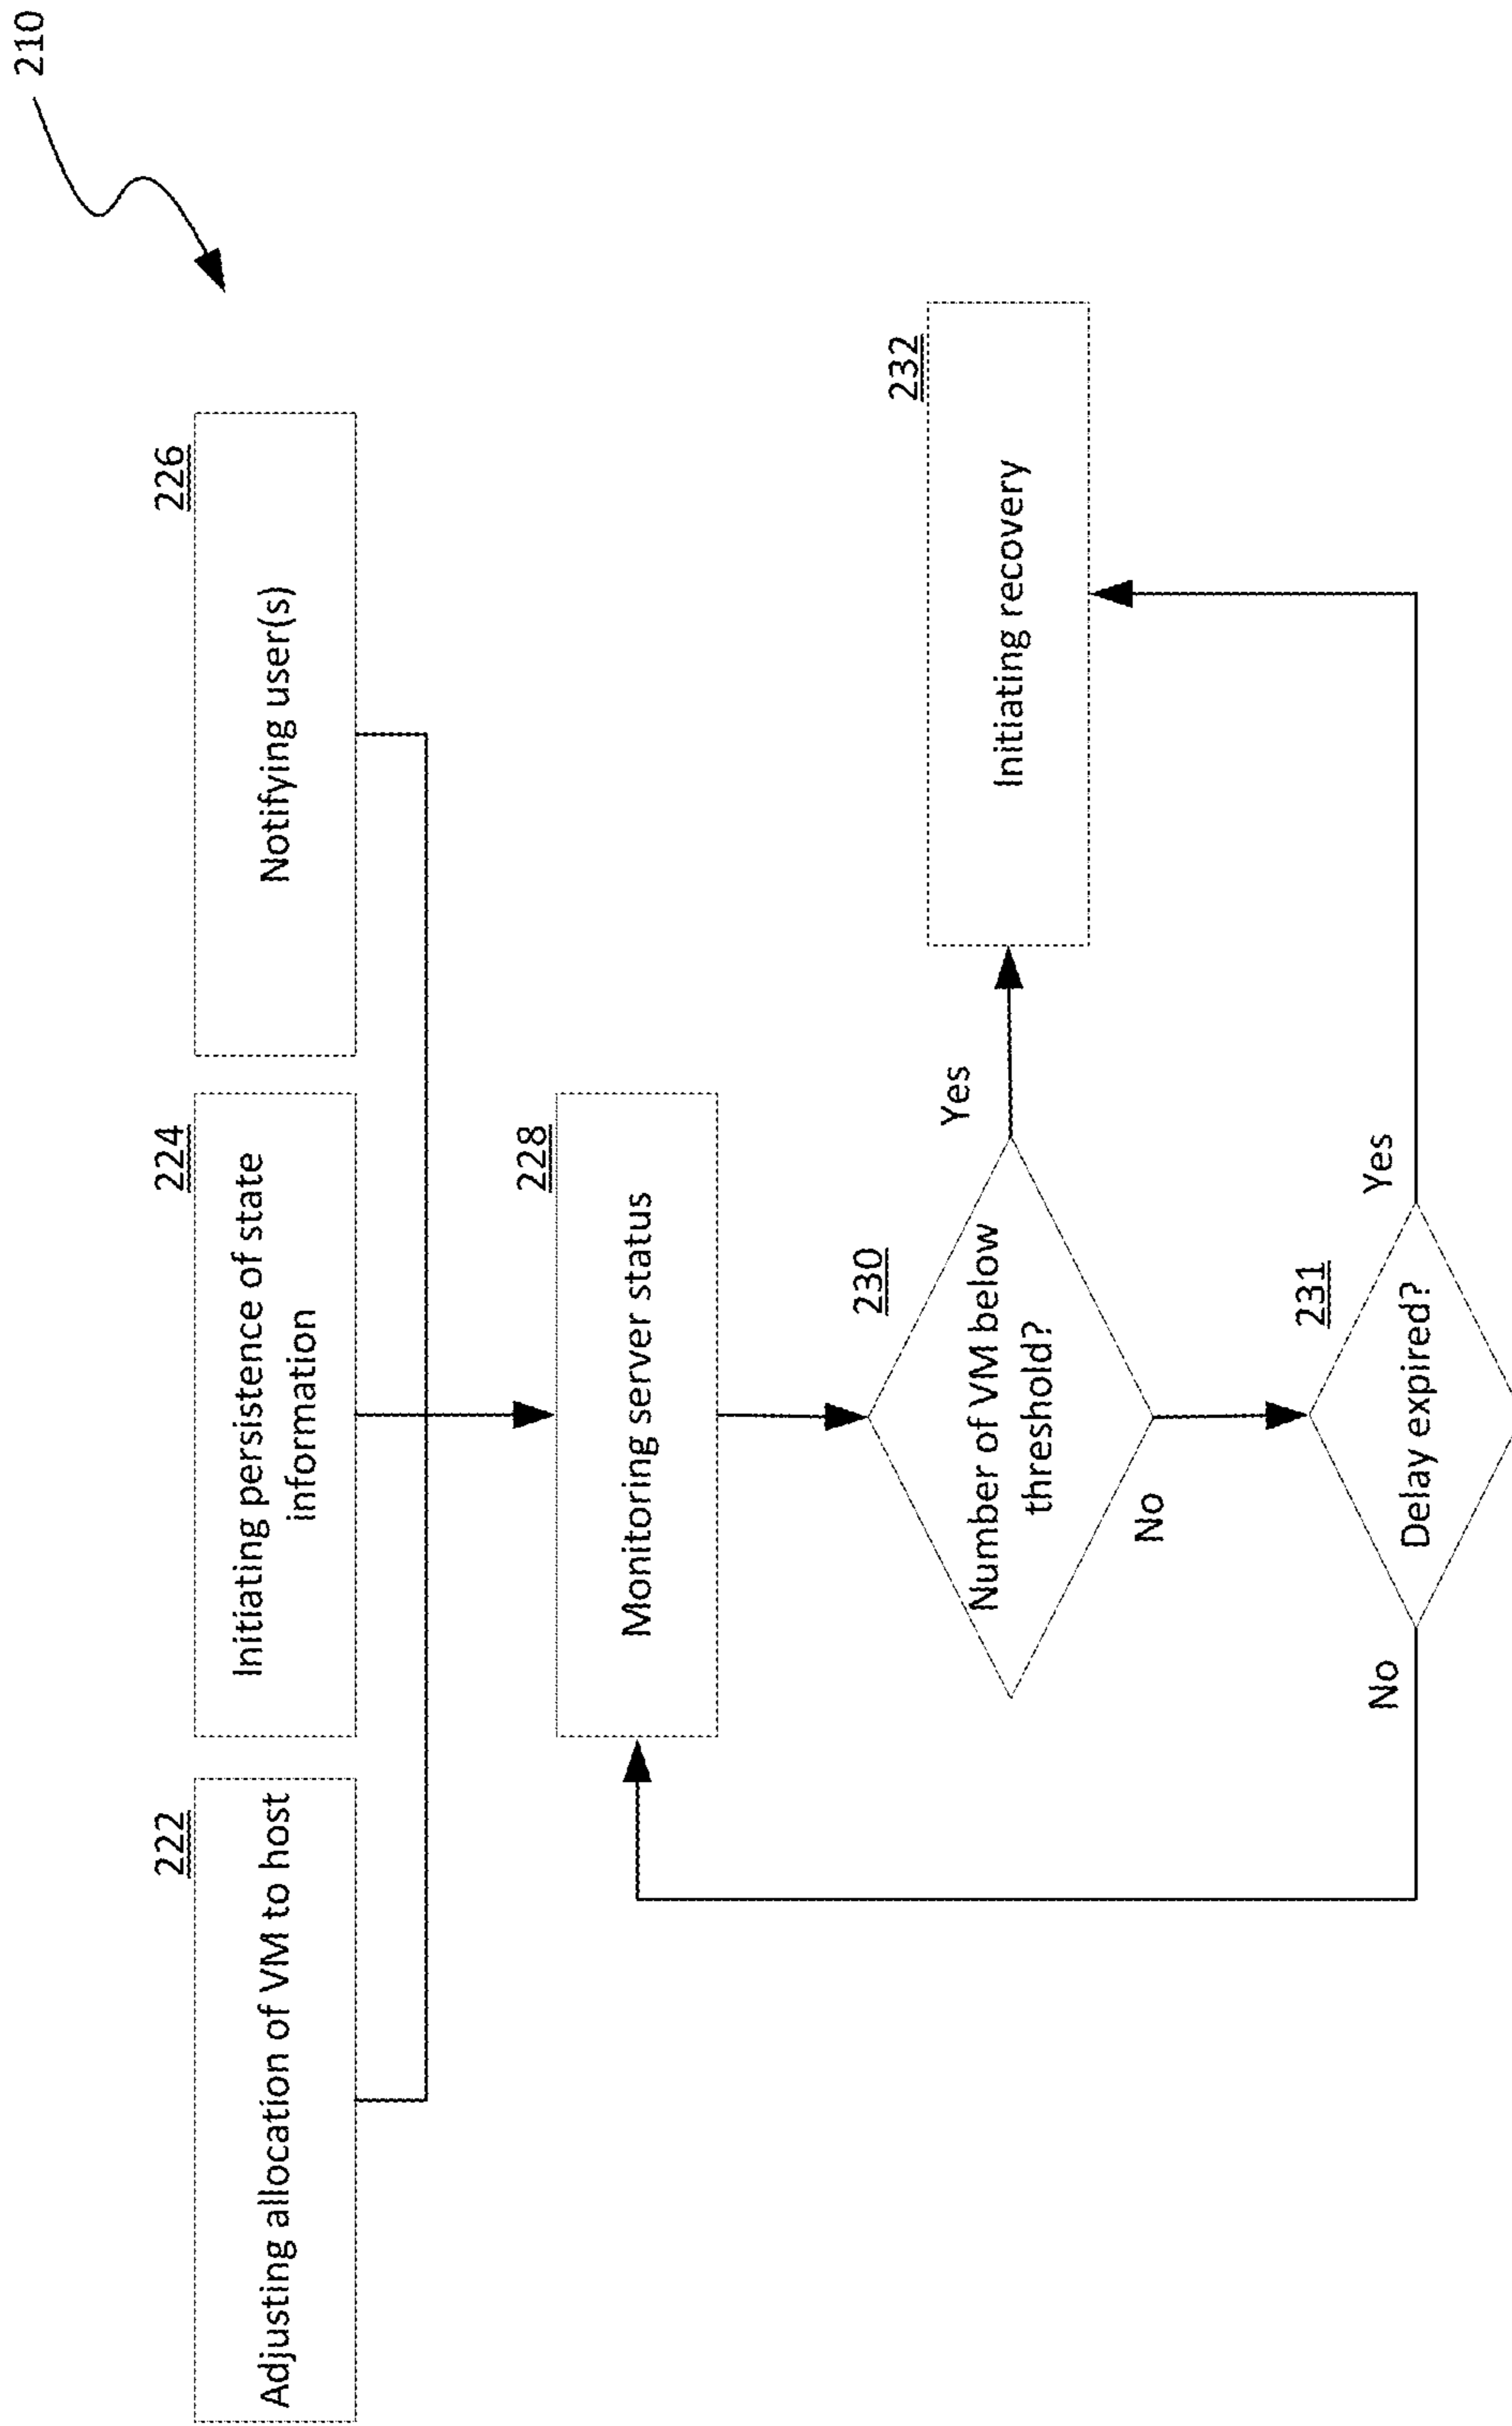 210
222
Adjusting allocation of VM to host
224
Initiating persistence of state
information
226
Notifying user(s)
228
Monitoring server status
230
Number of VM below
threshold?
Yes
No
232
Initiating recovery
231
Delay expired?
Yes
No